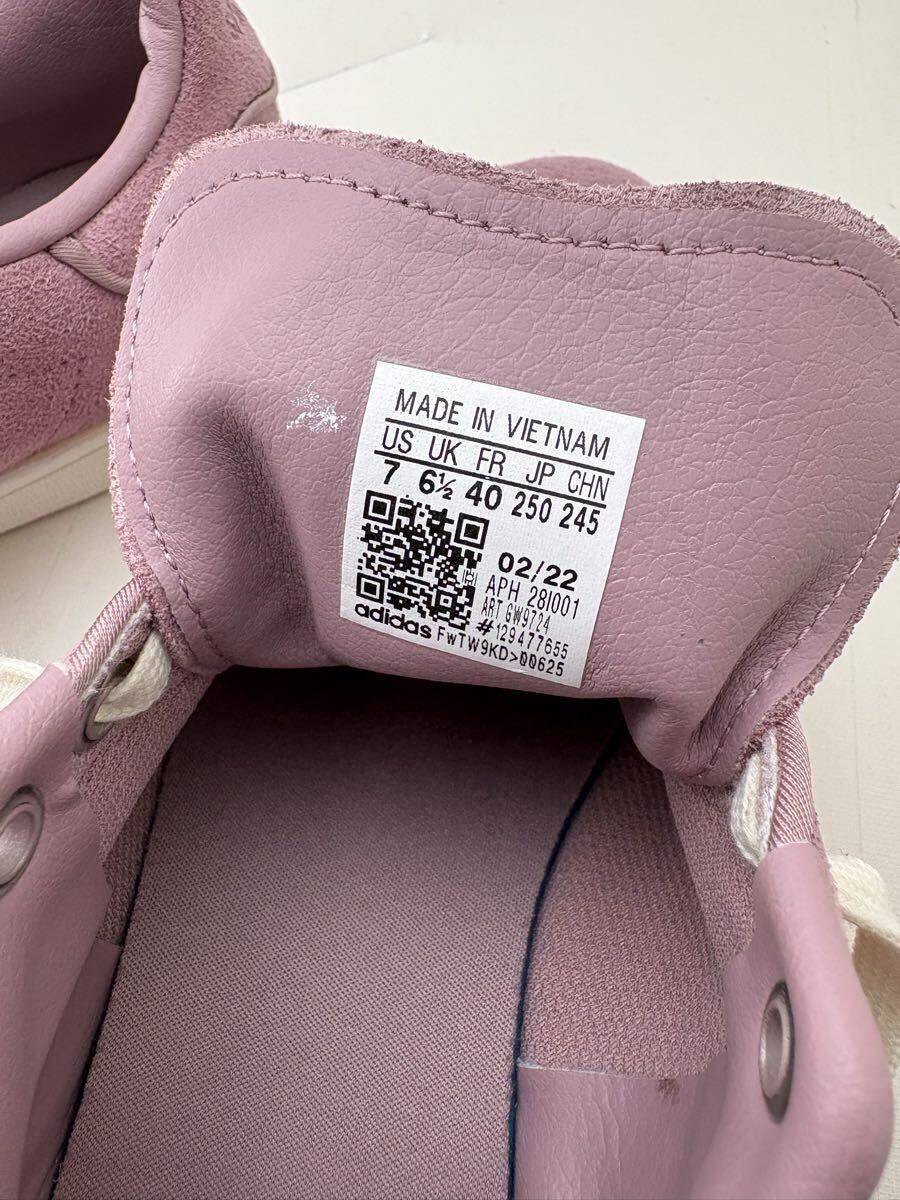 MADE IN VIETNAM
US UK FR JP CHN
7 6½ 40 250 245
02/22
APH 28I001
ART GW9724
# 129477655
adidas FwTW9KD>00625